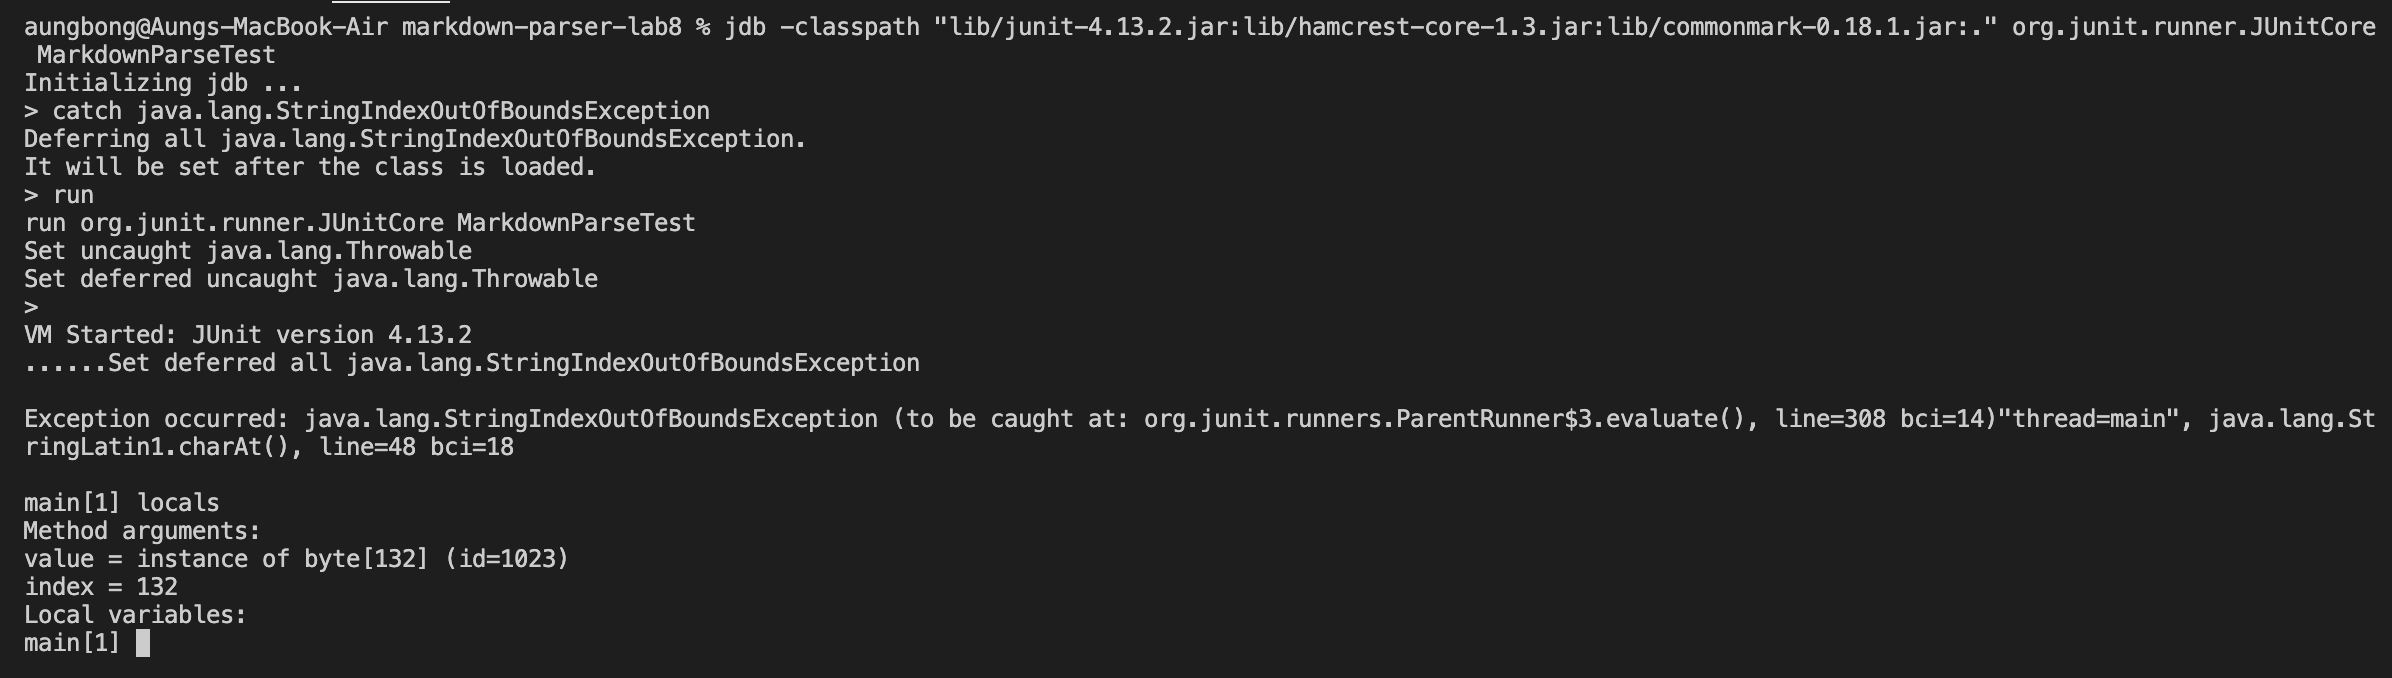 aungbong@Aungs-MacBook-Air markdown-parser-lab8 % jdb -classpath "lib/junit-4.13.2.jar:lib/hamcrest-core-1.3.jar:lib/commonmark-0.18.1.jar:." org.junit.runner.JUnitCore
 MarkdownParseTest
Initializing jdb ...
> catch java.lang.StringIndexOutOfBoundsException
Deferring all java.lang.StringIndexOutOfBoundsException.
It will be set after the class is loaded.
> run
run org.junit.runner.JUnitCore MarkdownParseTest
Set uncaught java.lang.Throwable
Set deferred uncaught java.lang.Throwable
>
VM Started: JUnit version 4.13.2
......Set deferred all java.lang.StringIndexOutOfBoundsException

Exception occurred: java.lang.StringIndexOutOfBoundsException (to be caught at: org.junit.runners.ParentRunner$3.evaluate(), line=308 bci=14)"thread=main", java.lang.St
ringLatin1.charAt(), line=48 bci=18

main[1] locals
Method arguments:
value = instance of byte[132] (id=1023)
index = 132
Local variables:
main[1]